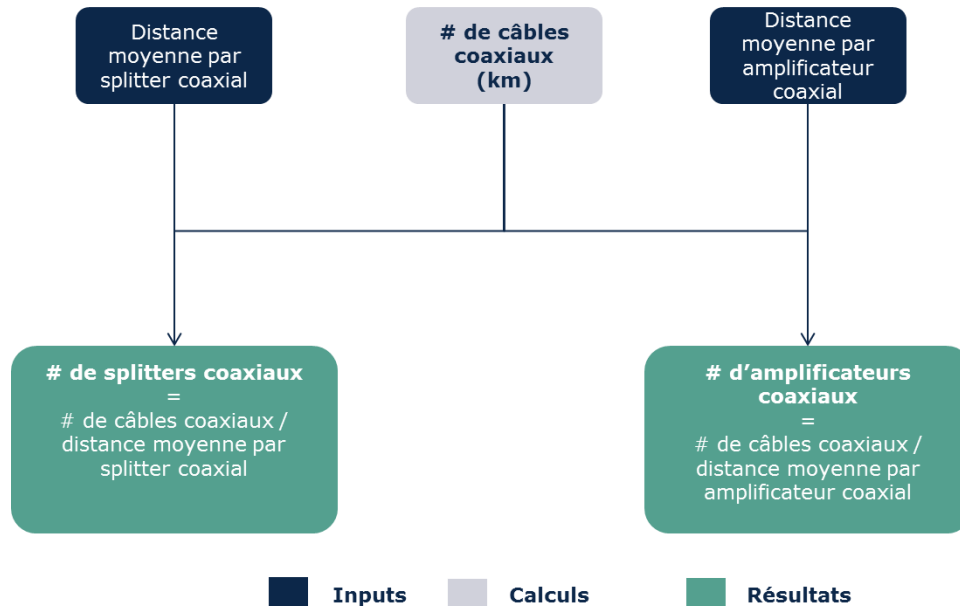 Distance
moyenne par
splitter coaxial
# de câbles
coaxiaux
(km)
Distance
moyenne par
amplificateur
coaxial
# de splitters coaxiaux
=
# de câbles coaxiaux /
distance moyenne par
splitter coaxial
# d’amplificateurs
coaxiaux
=
# de câbles coaxiaux /
distance moyenne par
amplificateur coaxial
Inputs
Calculs
Résultats